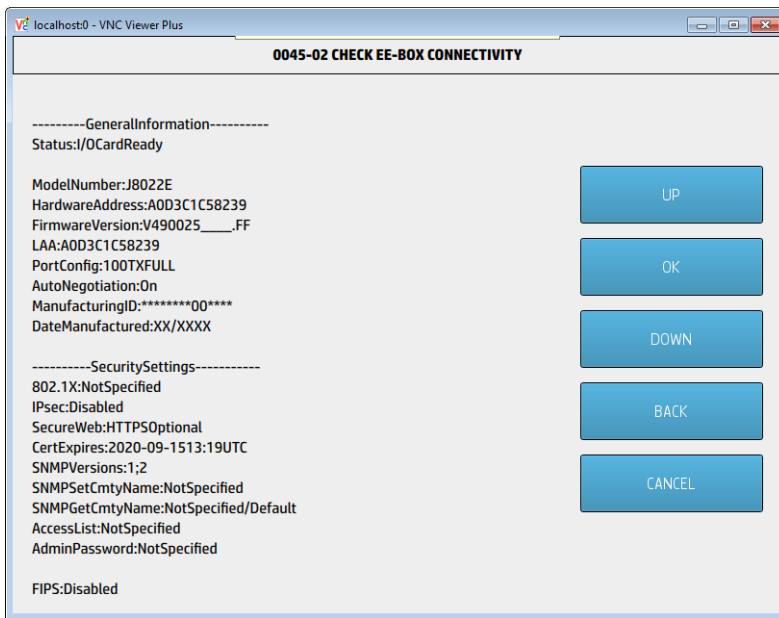 localhost:0 - VNC Viewer Plus
0045-02 CHECK EE-BOX CONNECTIVITY
---------GeneralInformation----------
Status:I/OCardReady
ModelNumber:J8022E
HardwareAddress:A0D3C1C58239
FirmwareVersion:V490025____.FF
LAA:A0D3C1C58239
PortConfig:100TXFULL
AutoNegotiation:On
ManufacturingID:********00****
DateManufactured:XX/XXXX
----------SecuritySettings-----------
802.1X:NotSpecified
IPsec:Disabled
SecureWeb:HTTPSOptional
CertExpires:2020-09-1513:19UTC
SNMPVersions:1;2
SNMPSetCmtyName:NotSpecified
SNMPGetCmtyName:NotSpecified/Default
AccessList:NotSpecified
AdminPassword:NotSpecified
FIPS:Disabled
UP
OK
DOWN
BACK
CANCEL